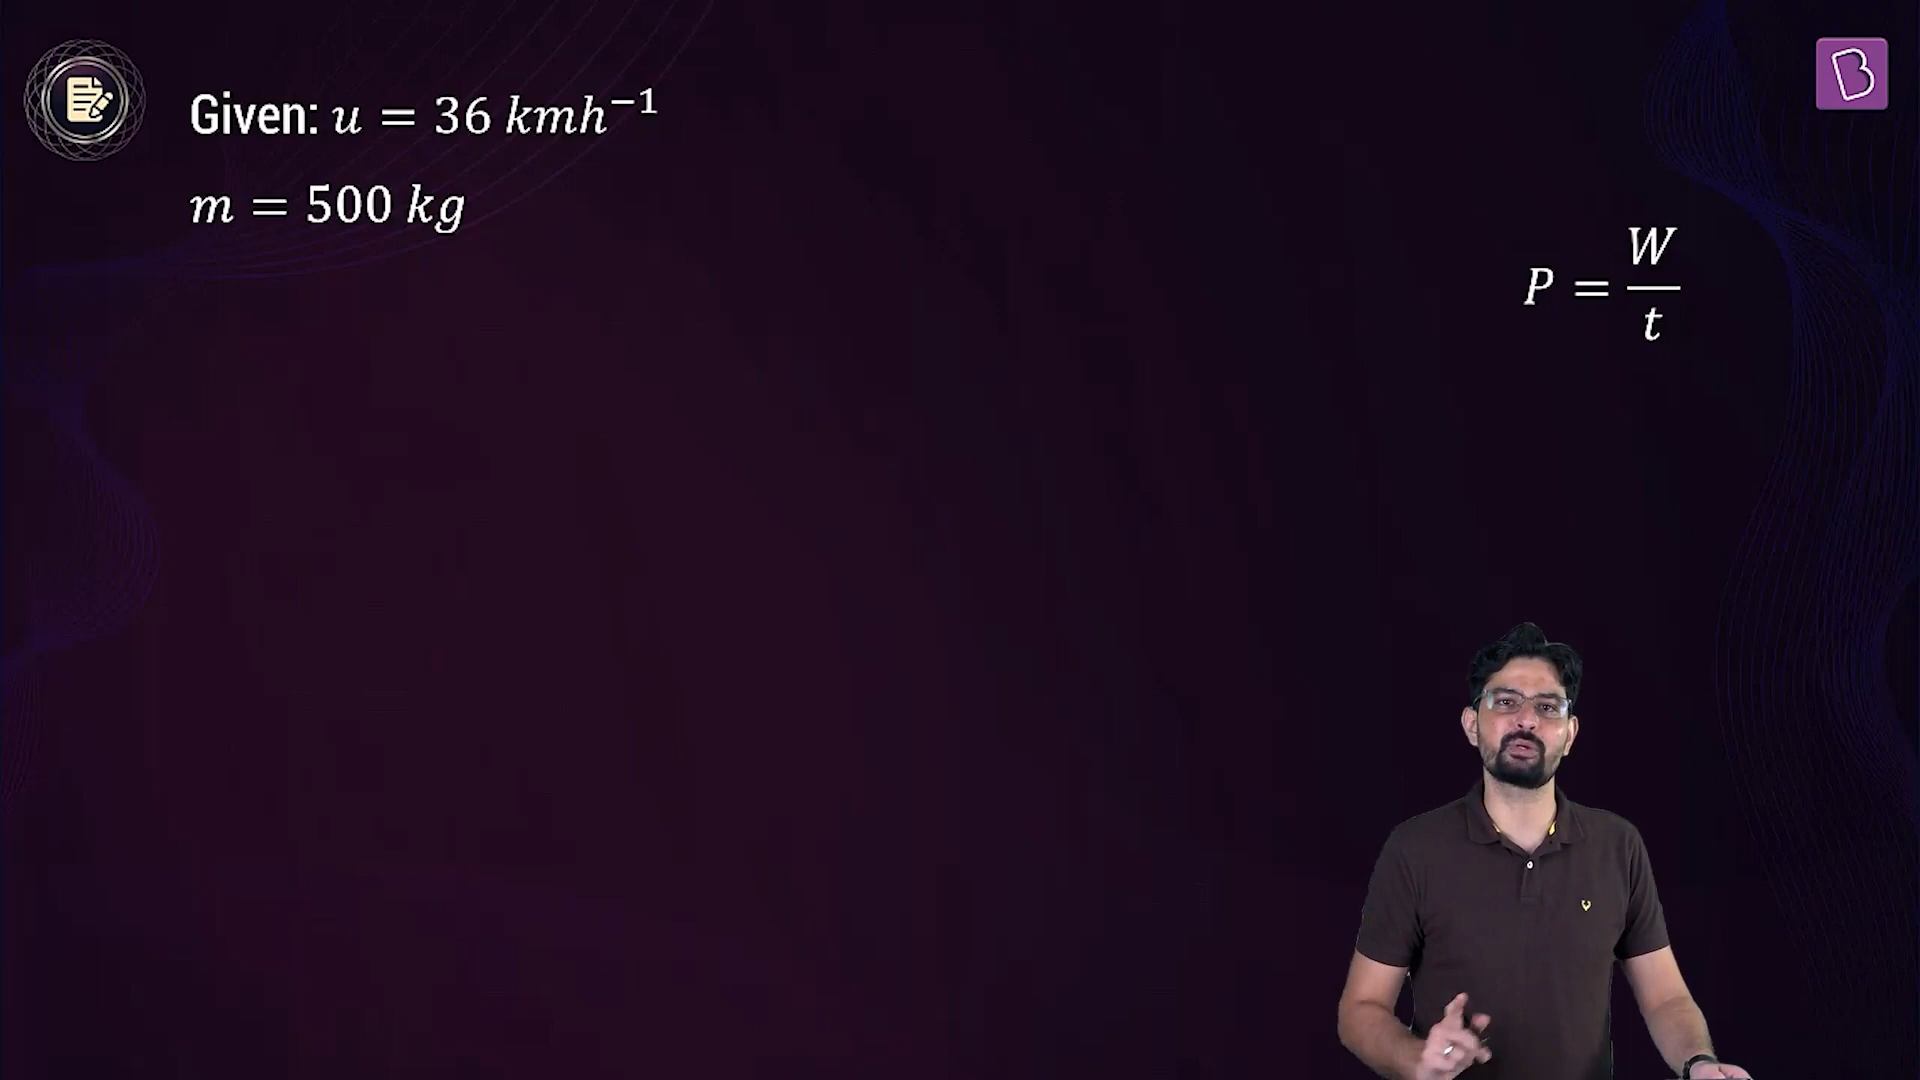 Given: u = 36 kmh⁻¹
m = 500 kg
P = W/t
B